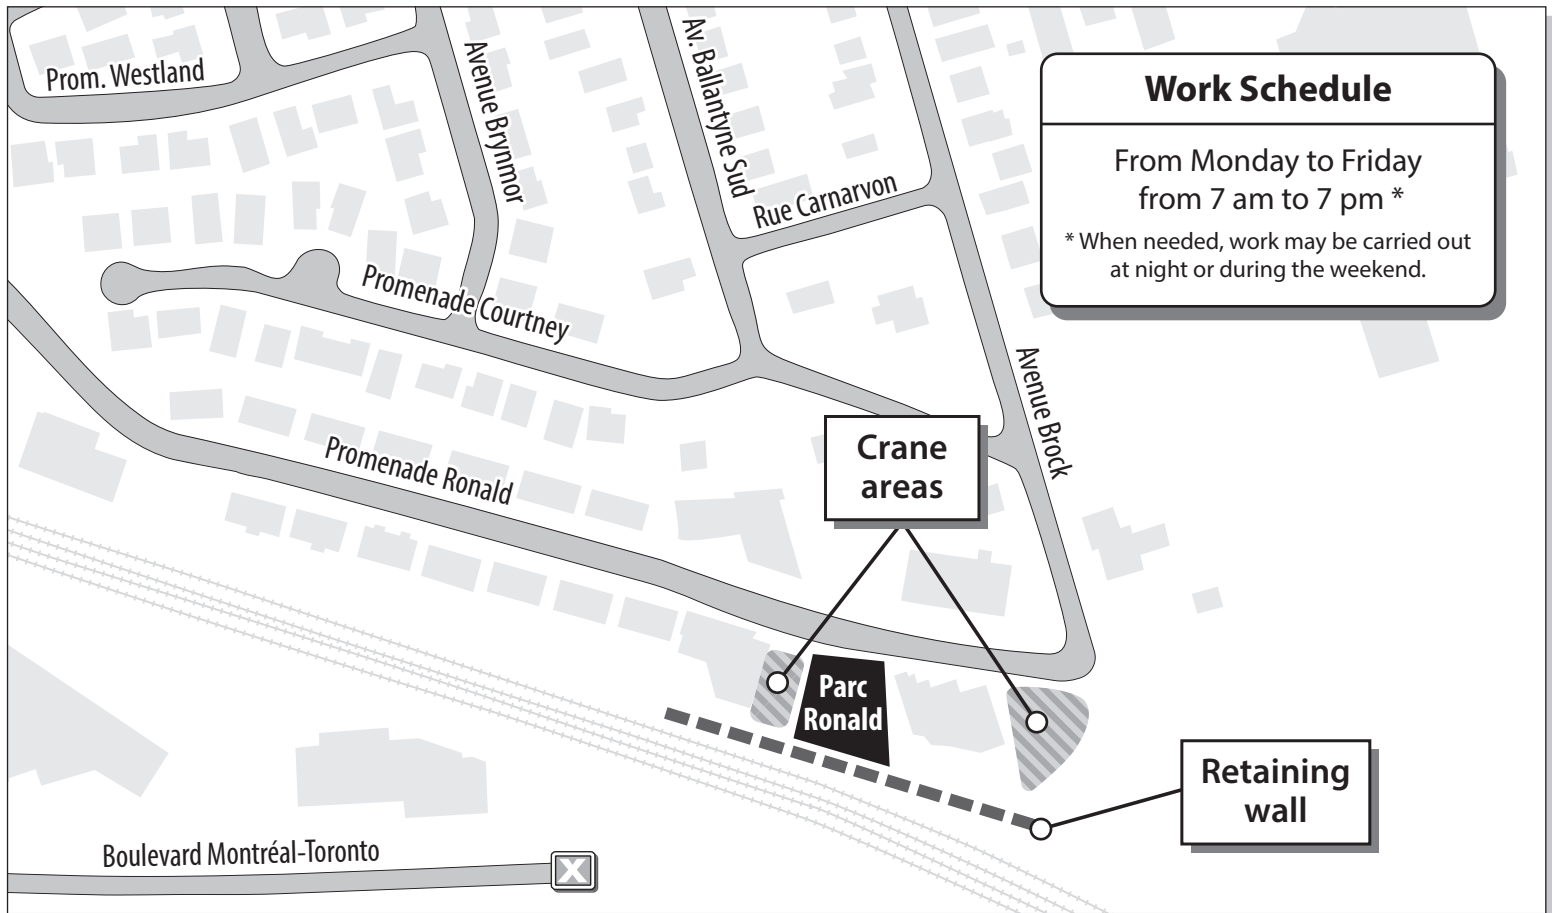 Prom. Westland
Avenue Brynmor
Av. Ballantyne Sud
Rue Carnarvon
Work Schedule
From Monday to Friday
from 7 am to 7 pm *
* When needed, work may be carried out
at night or during the weekend.
Promenade Courtney
Avenue Brock
Crane
areas
Promenade Ronald
Parc
Ronald
Retaining
wall
Boulevard Montréal-Toronto
X